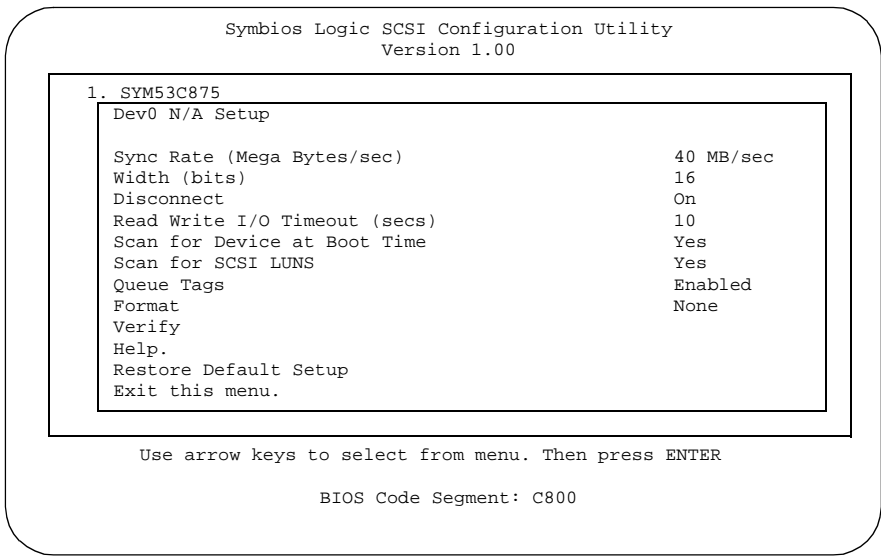 Symbios Logic SCSI Configuration Utility
Version 1.00
1. SYM53C875
Dev0 N/A Setup
Sync Rate (Mega Bytes/sec) 40 MB/sec
Width (bits) 16
Disconnect On
Read Write I/O Timeout (secs) 10
Scan for Device at Boot Time Yes
Scan for SCSI LUNS Yes
Queue Tags Enabled
Format None
Verify
Help.
Restore Default Setup
Exit this menu.
Use arrow keys to select from menu. Then press ENTER
BIOS Code Segment: C800